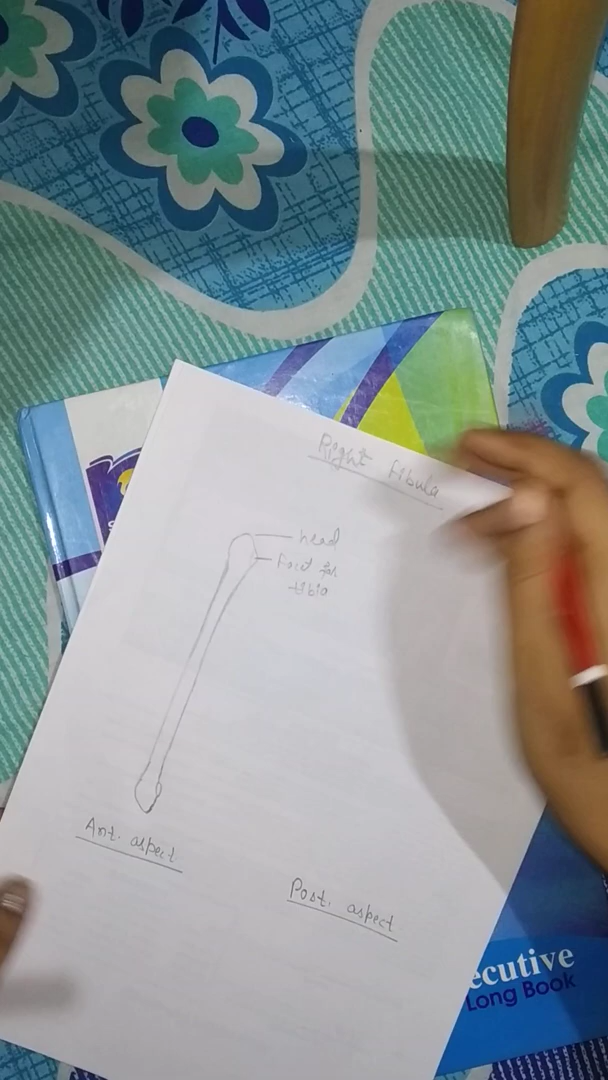 Right fibula
head
Facet for
tibia
Ant. aspect
Post. aspect
ecutive
Long Book